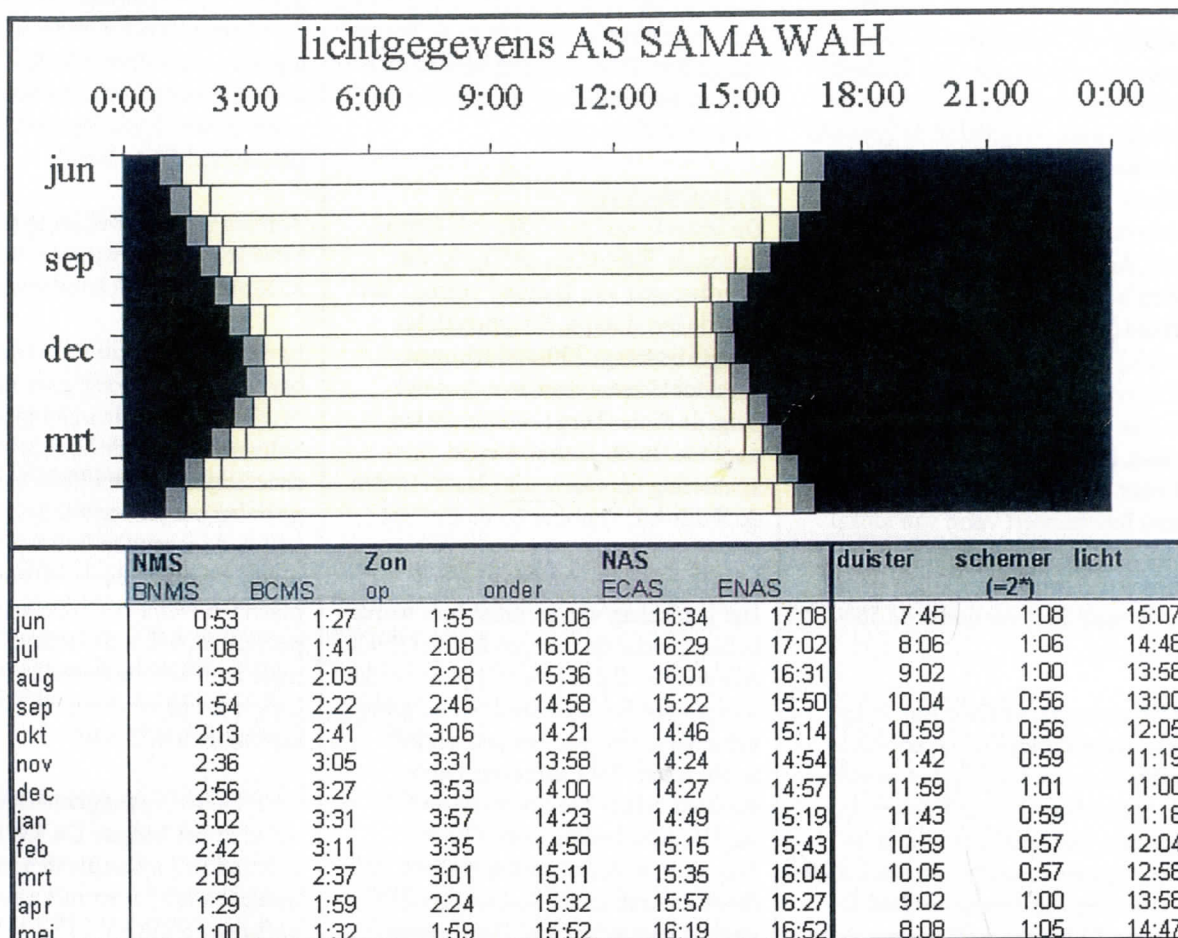 lichtgegevens AS SAMAWAH
0:00 3:00 6:00 9:00 12:00 15:00 18:00 21:00 0:00
jun
sep
dec
mrt
NMS Zon NAS duister schemer licht
BNMS BCMS op onder ECAS ENAS (=2*)
jun 0:53 1:27 1:55 16:06 16:34 17:08 7:45 1:08 15:07
jul 1:08 1:41 2:08 16:02 16:29 17:02 8:06 1:06 14:48
aug 1:33 2:03 2:28 15:36 16:01 16:31 9:02 1:00 13:58
sep 1:54 2:22 2:46 14:58 15:22 15:50 10:04 0:56 13:00
okt 2:13 2:41 3:06 14:21 14:46 15:14 10:59 0:56 12:05
nov 2:36 3:05 3:31 13:58 14:24 14:54 11:42 0:59 11:19
dec 2:56 3:27 3:53 14:00 14:27 14:57 11:59 1:01 11:00
jan 3:02 3:31 3:57 14:23 14:49 15:19 11:43 0:59 11:18
feb 2:42 3:11 3:35 14:50 15:15 15:43 10:59 0:57 12:04
mrt 2:09 2:37 3:01 15:11 15:35 16:04 10:05 0:57 12:58
apr 1:29 1:59 2:24 15:32 15:57 16:27 9:02 1:00 13:58
mei 1:00 1:32 1:59 15:52 16:19 16:52 8:08 1:05 14:47